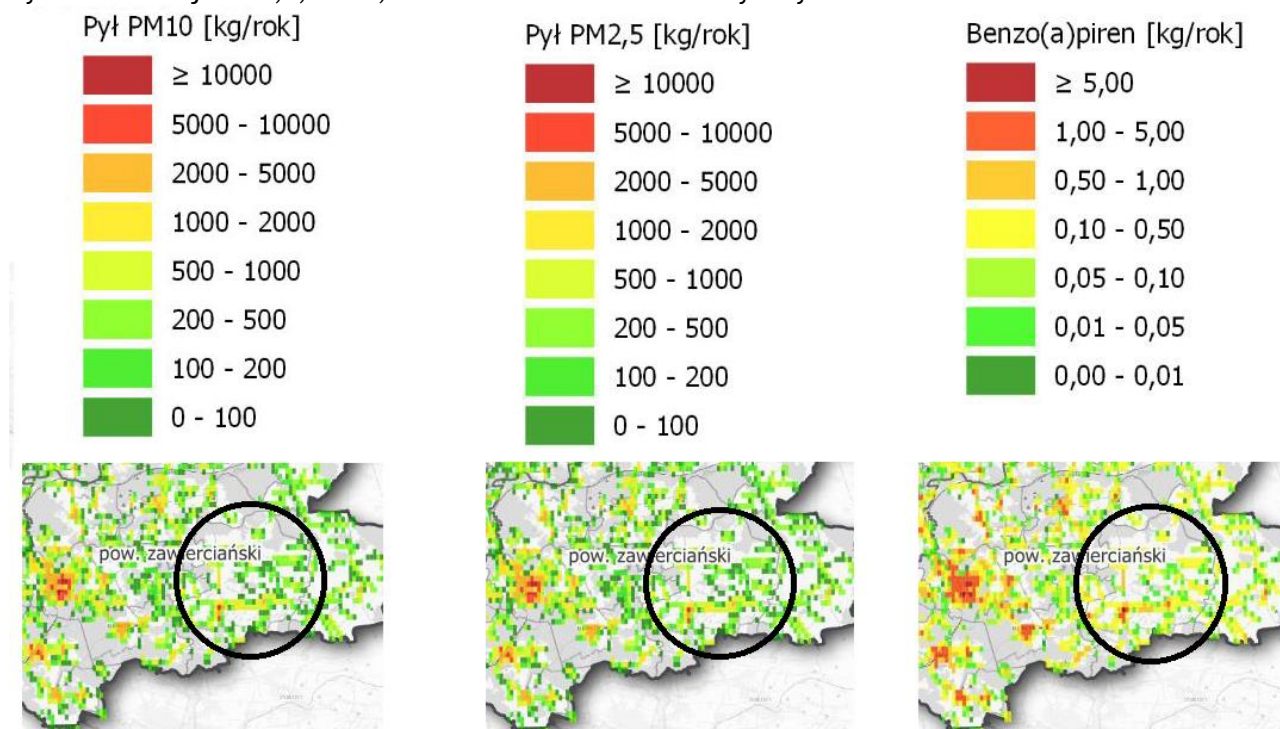 Pył PM10 [kg/rok]
≥ 10000
5000 - 10000
2000 - 5000
1000 - 2000
500 - 1000
200 - 500
100 - 200
0 - 100
Pył PM2,5 [kg/rok]
≥ 10000
5000 - 10000
2000 - 5000
1000 - 2000
500 - 1000
200 - 500
100 - 200
0 - 100
Benzo(a)piren [kg/rok]
≥ 5,00
1,00 - 5,00
0,50 - 1,00
0,10 - 0,50
0,05 - 0,10
0,01 - 0,05
0,00 - 0,01
pow. zawierciański
pow. zawierciański
pow. zawierciański